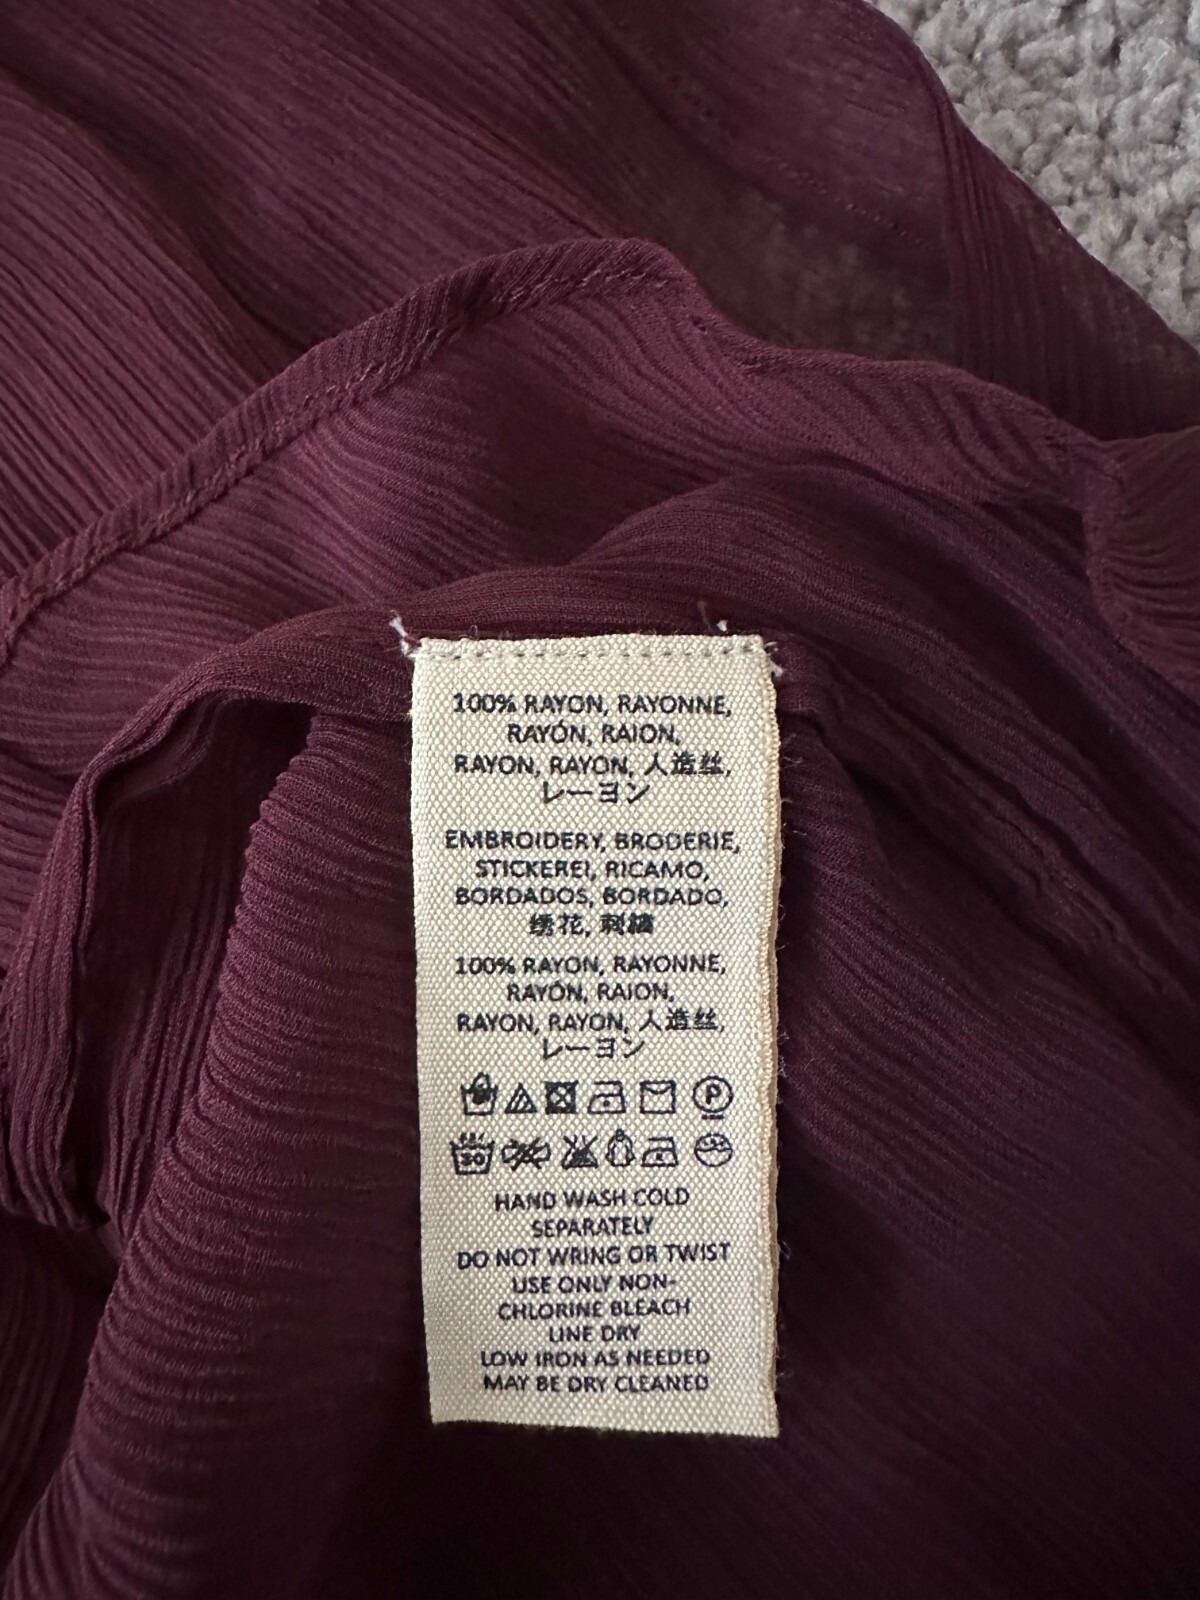 100% RAYON, RAYONNE,
RAYÓN, RAION,
RAYON, RAYON, 人造丝,
レーヨン
EMBROIDERY, BRODERIE,
STICKEREI, RICAMO,
BORDADOS, BORDADO,
绣花, 刺繍
100% RAYON, RAYONNE,
RAYÓN, RAION,
RAYON, RAYON, 人造丝,
レーヨン
P
30
HAND WASH COLD
SEPARATELY
DO NOT WRING OR TWIST
USE ONLY NON-
CHLORINE BLEACH
LINE DRY
LOW IRON AS NEEDED
MAY BE DRY CLEANED